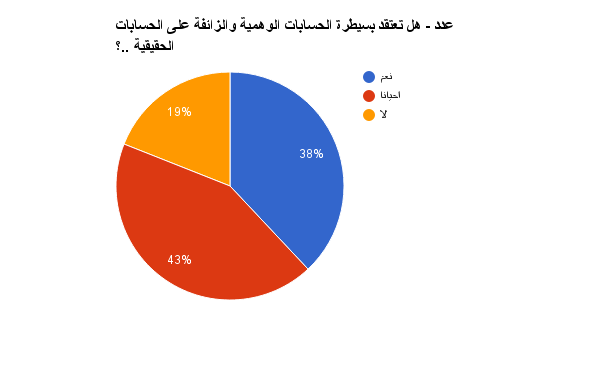 عدد - هل تعتقد بسيطرة الحسابات الوهمية والزائفة على الحسابات
الحقيقية ..؟
نعم
احيانا
لا
19%
38%
43%